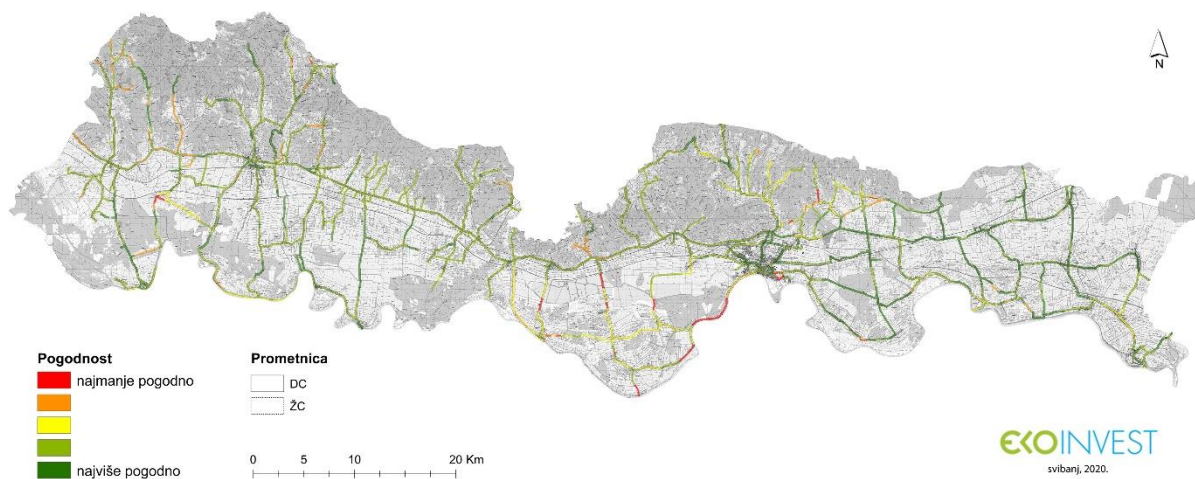 N
Pogodnost
najmanje pogodno
najviše pogodno
Prometnica
DC
ŽC
0 5 10 20 Km
EKOINVEST
svibanj, 2020.